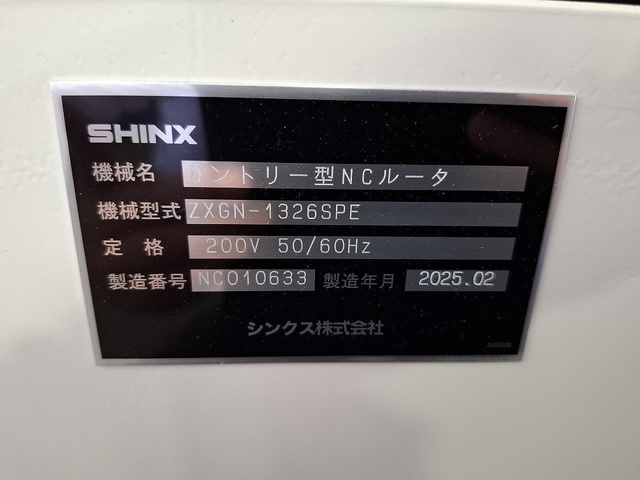 SHINX
機械名 ガントリー型NCルータ
機械型式 ZXGN-1326SPE
定格 200V 50/60Hz
製造番号 NC010633 製造年月 2025.02
シンクス株式会社